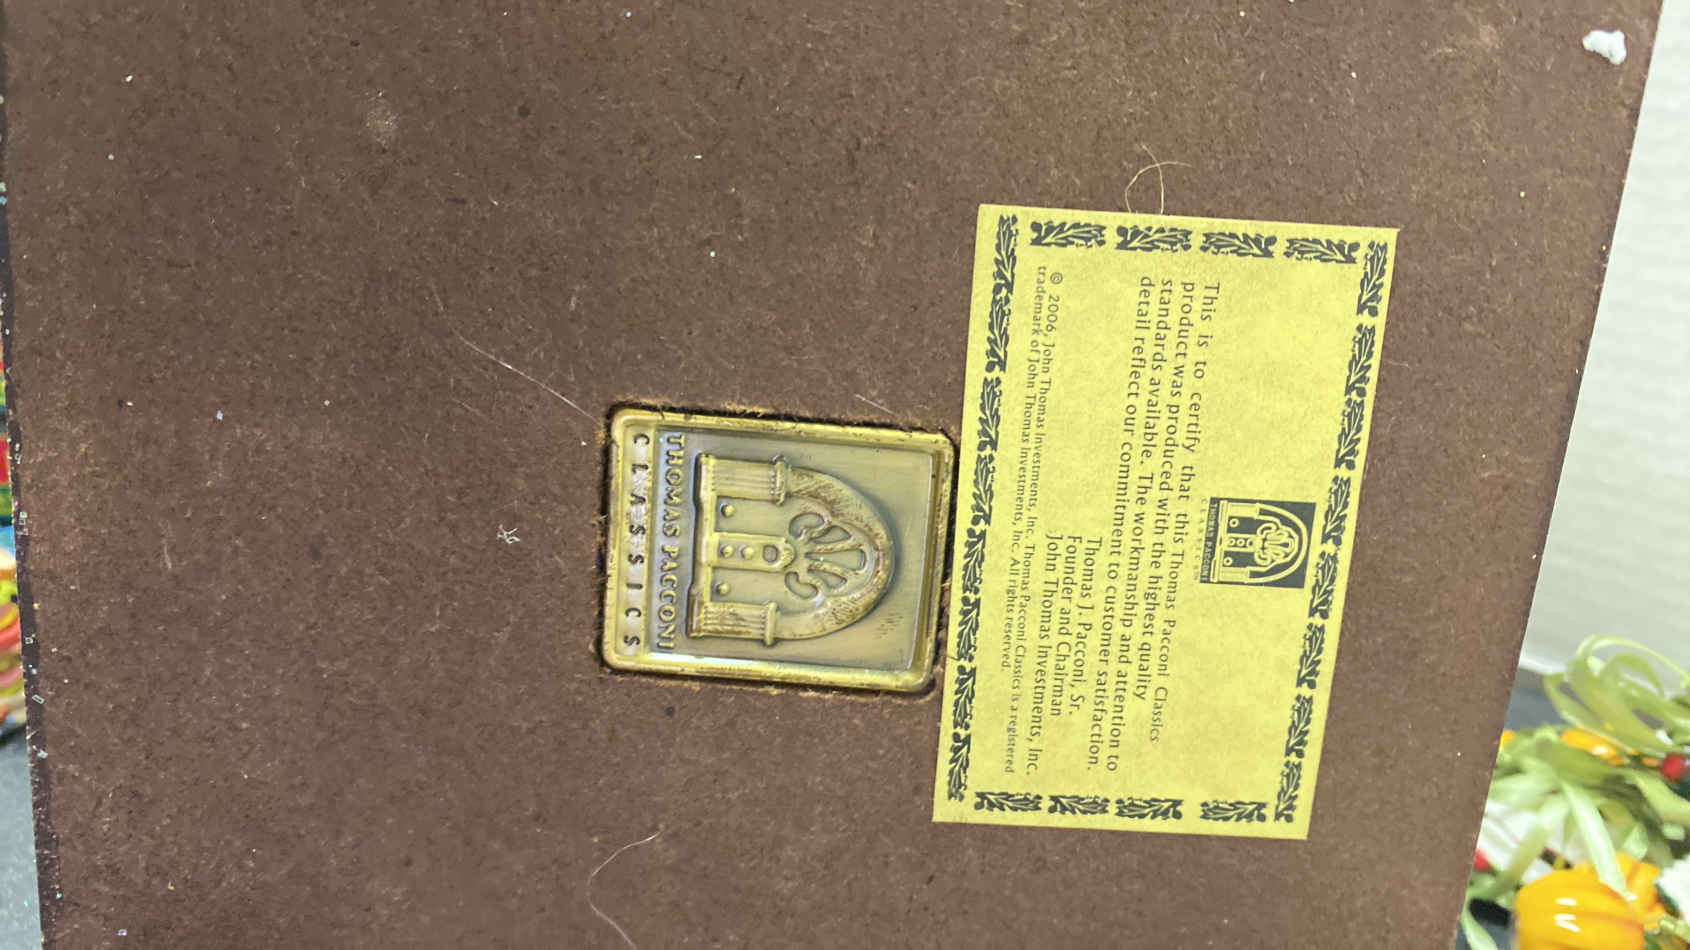 THOMAS PACCONI
CLASSICS
This is to certify that this Thomas Pacconi Classics
product was produced with the highest quality
standards available. The workmanship and attention to
detail reflect our commitment to customer satisfaction.
Thomas J. Pacconi, Sr.
Founder and Chairman
John Thomas Investments, Inc.
© 2006, John Thomas Investments, Inc. Thomas Pacconi Classics is a registered
trademark of John Thomas Investments, Inc. All rights reserved.
THOMAS PACCONI
CLASSICS